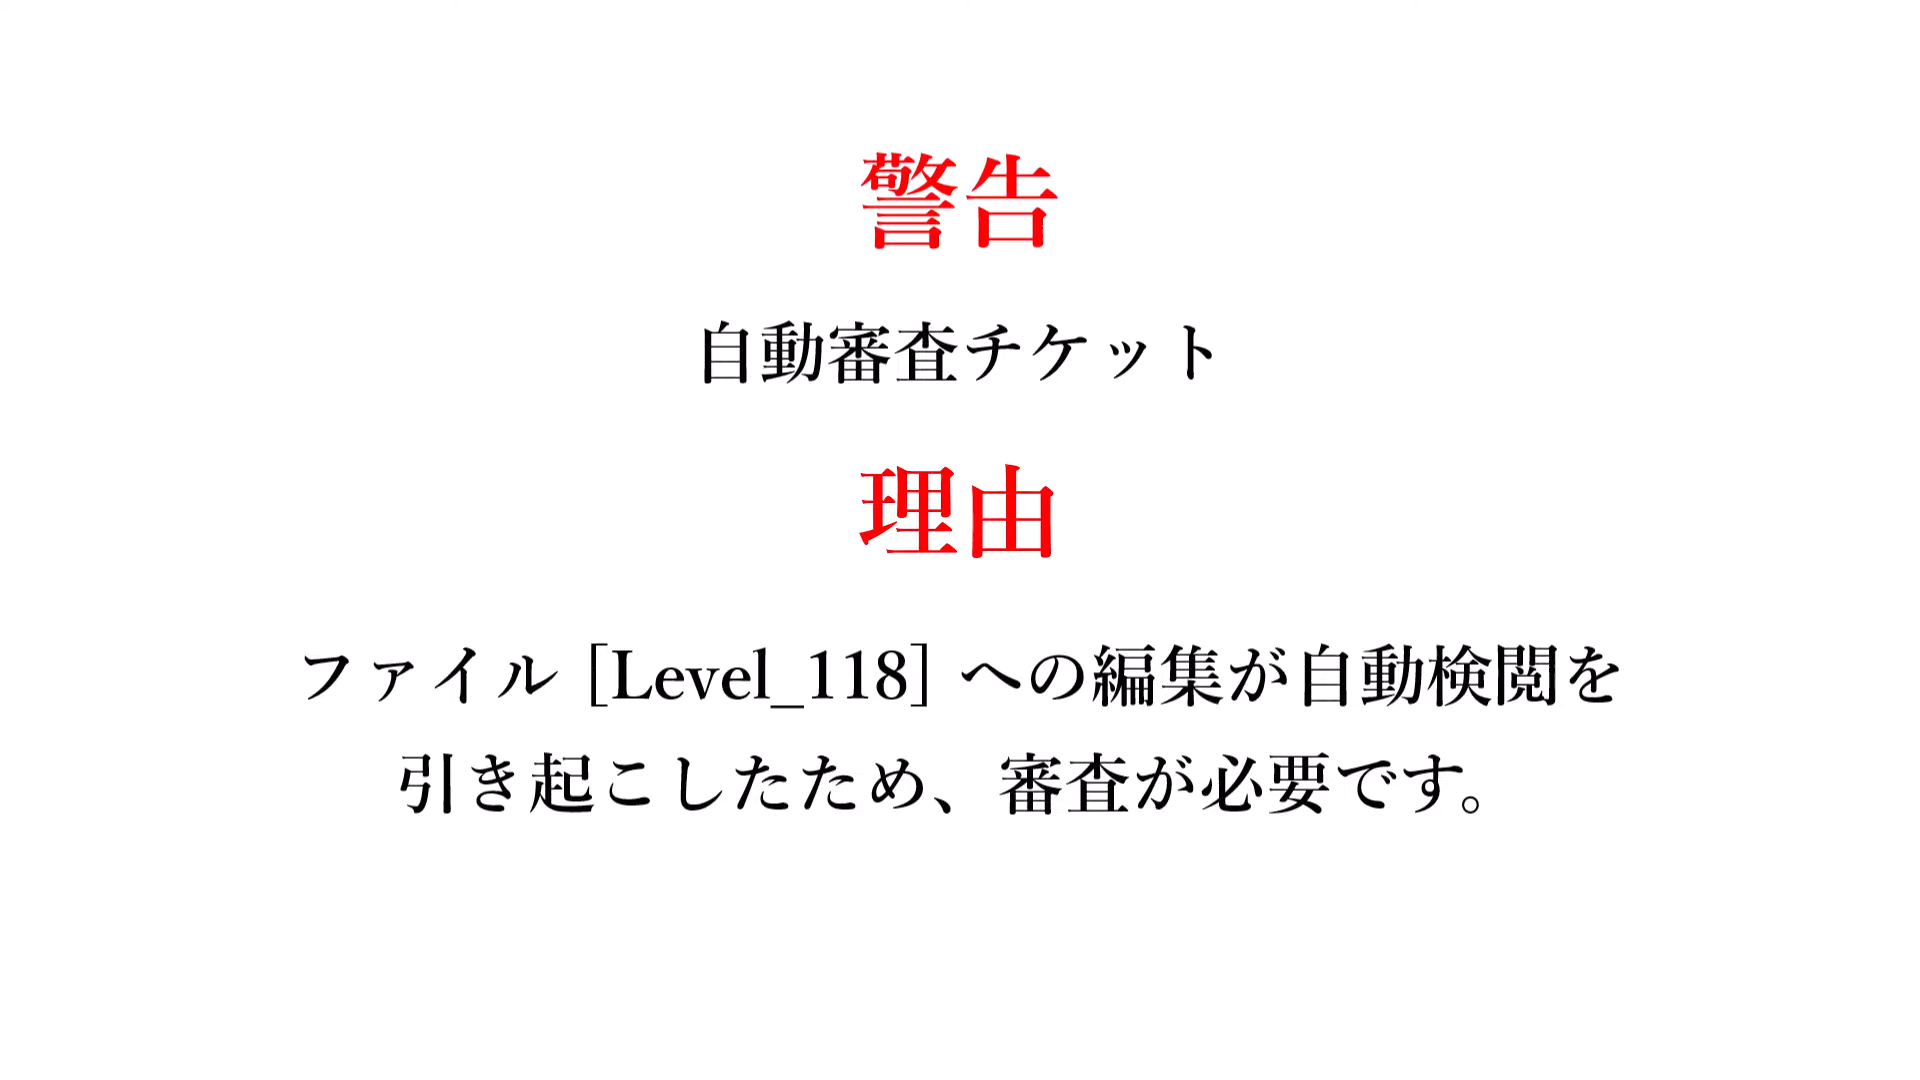 警告
自動審査チケット
理由
ファイル [Level_118] への編集が自動検閲を
引き起こしたため、審査が必要です。